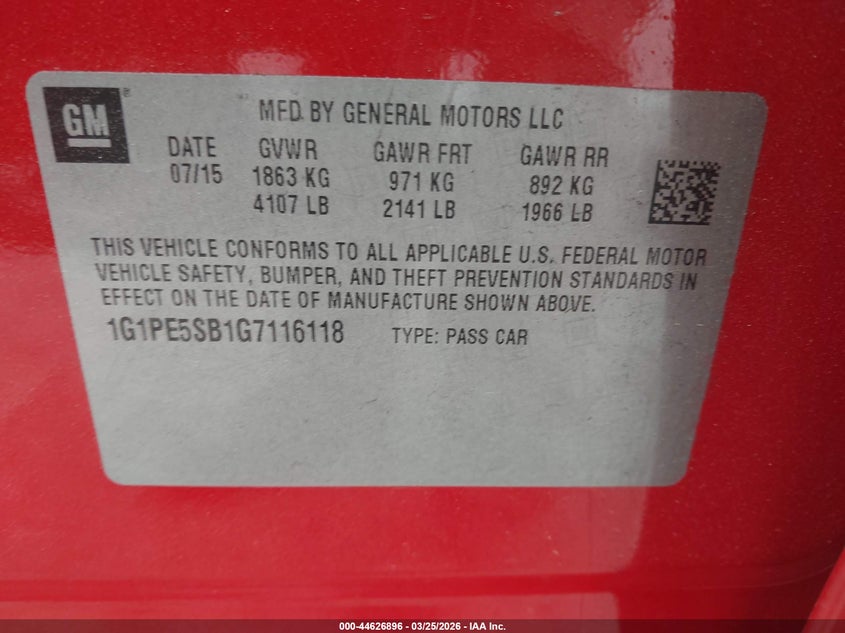 GM ®
MFD BY GENERAL MOTORS LLC
DATE GVWR GAWR FRT GAWR RR
07/15 1863 KG 971 KG 892 KG
4107 LB 2141 LB 1966 LB
THIS VEHICLE CONFORMS TO ALL APPLICABLE U.S. FEDERAL MOTOR
VEHICLE SAFETY, BUMPER, AND THEFT PREVENTION STANDARDS IN
EFFECT ON THE DATE OF MANUFACTURE SHOWN ABOVE.
1G1PE5SB1G7116118 TYPE: PASS CAR
000-44626896 - 03/25/2026 - IAA Inc.